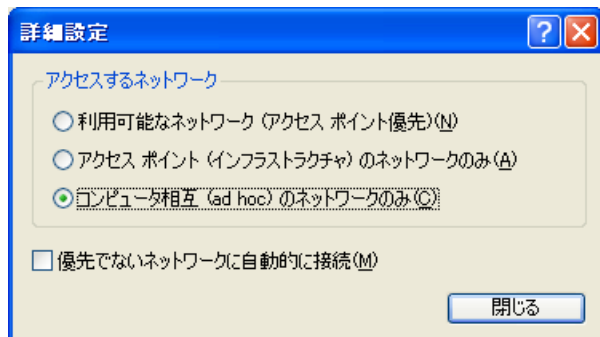 詳細設定
アクセスするネットワーク
利用可能なネットワーク (アクセス ポイント優先)(N)
アクセス ポイント (インフラストラクチャ) のネットワークのみ(A)
コンピュータ相互 (ad hoc) のネットワークのみ(C)
優先でないネットワークに自動的に接続(M)
閉じる